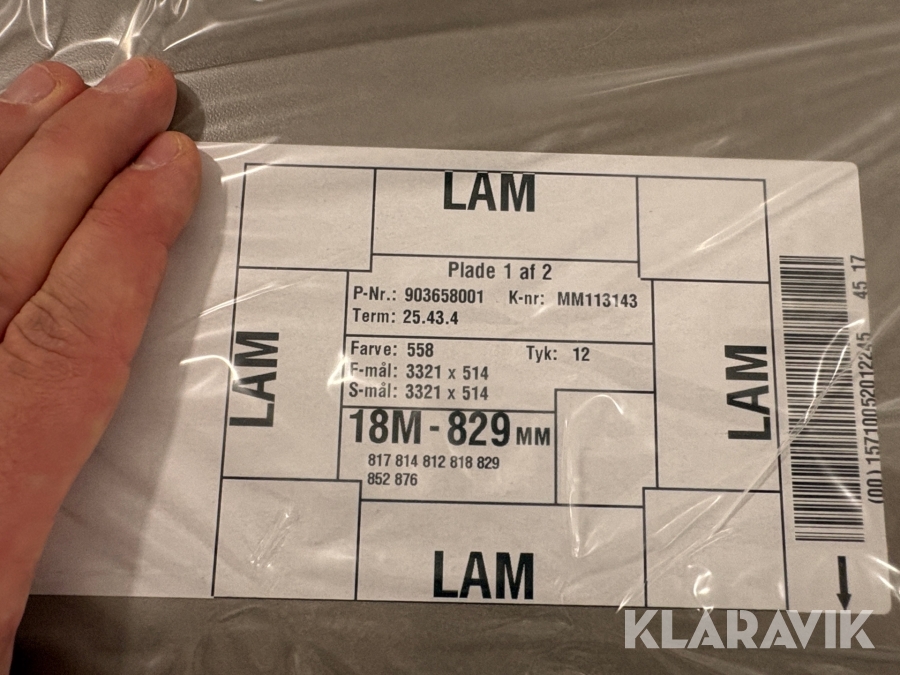 LAM
Plade 1 af 2
P-Nr.: 903658001 K-nr: MM113143
Term: 25.43.4
LAM
Farve: 558 Tyk: 12
F-mål: 3321 x 514
S-mål: 3321 x 514
LAM
18M - 829 MM
817 814 812 818 829
852 876
LAM
(00) 15710052012245 45 17
KLARAVIK